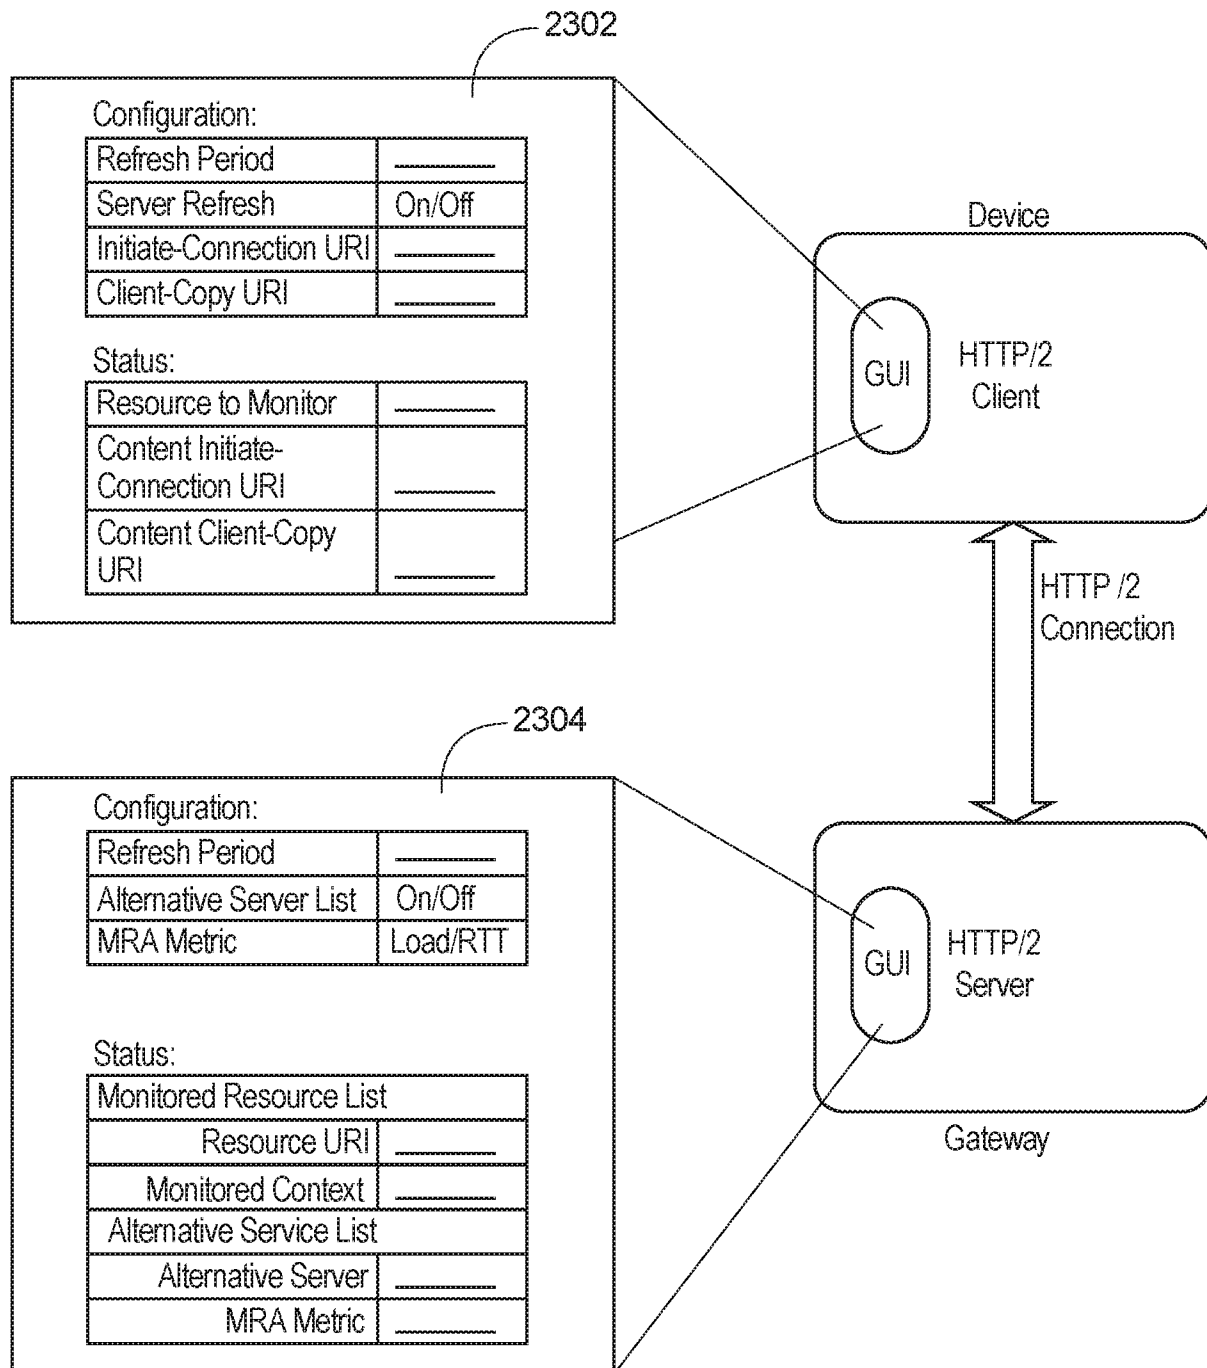 2302
Configuration:
Refresh Period
Server Refresh On/Off
Initiate-Connection URI
Client-Copy URI
Status:
Resource to Monitor
Content Initiate-
Connection URI
Content Client-Copy
URI
Device
GUI
HTTP/2
Client
HTTP /2
Connection
2304
Configuration:
Refresh Period
Alternative Server List On/Off
MRA Metric Load/RTT
Status:
Monitored Resource List
Resource URI
Monitored Context
Alternative Service List
Alternative Server
MRA Metric
GUI
HTTP/2
Server
Gateway